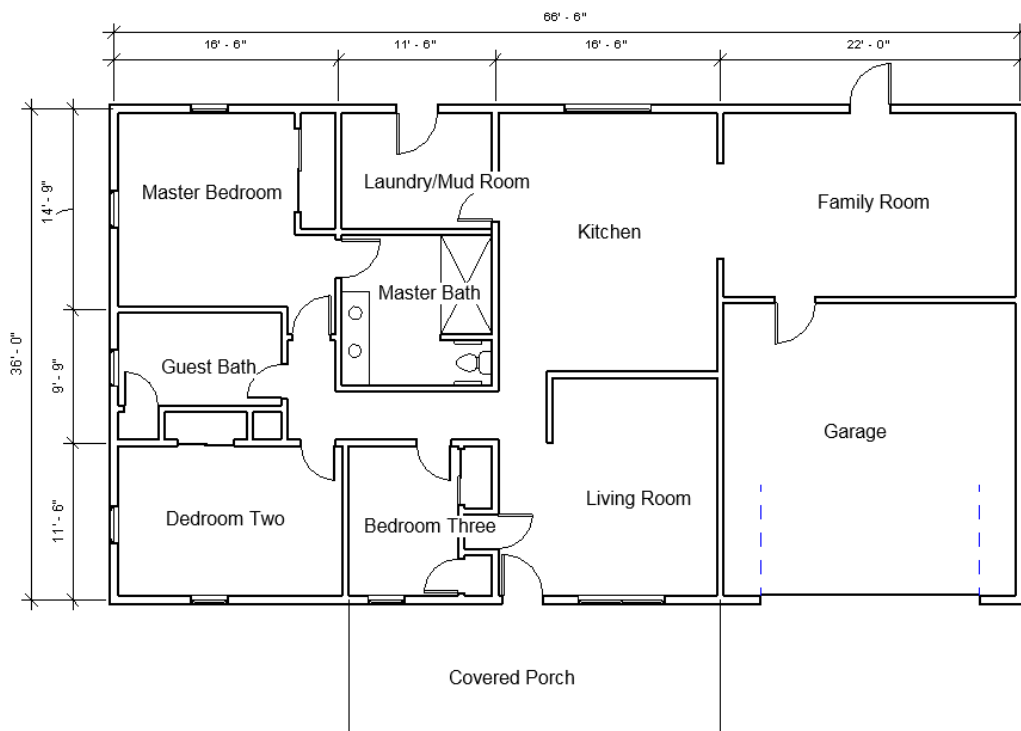 66' - 6"
16' - 6"
11' - 6"
16' - 6"
22' - 0"
36' - 0"
14' - 9"
9' - 9"
11' - 6"
Master Bedroom
Laundry/Mud Room
Kitchen
Family Room
Master Bath
Guest Bath
Garage
Dedroom Two
Bedroom Three
Living Room
Covered Porch